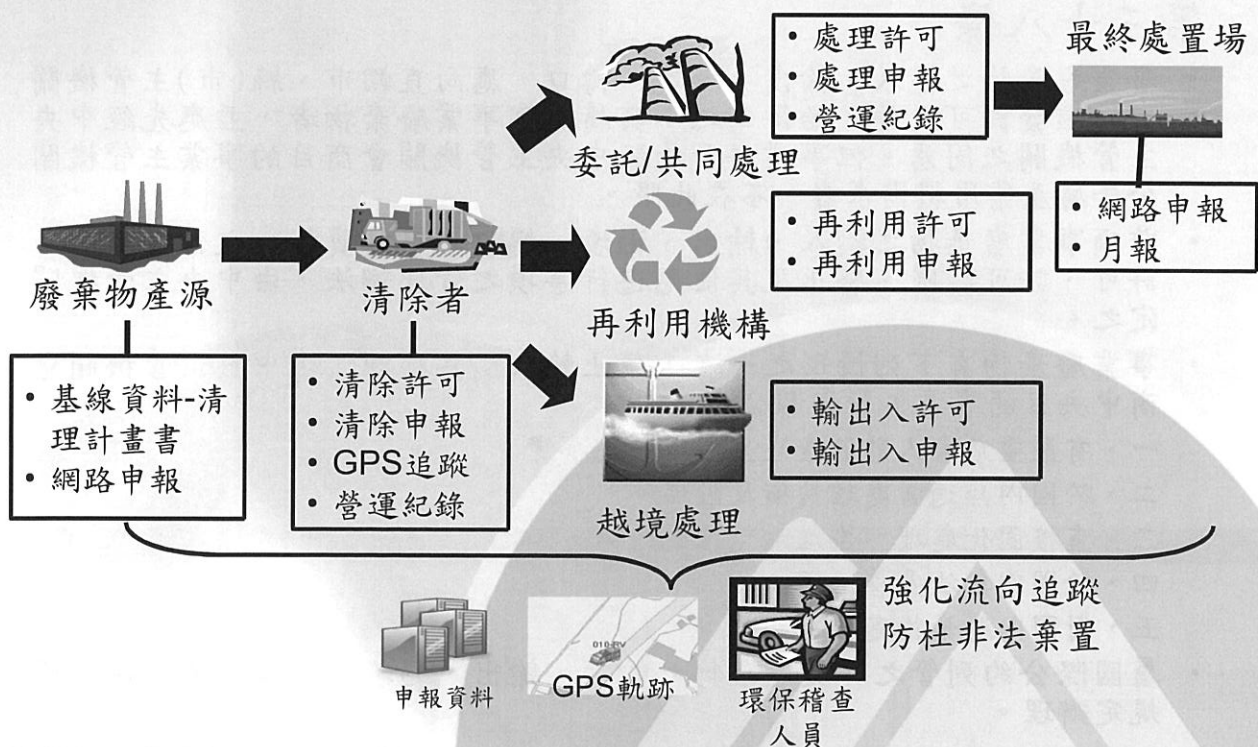 • 處理許可
• 處理申報
• 營運紀錄
最終處置場
委託/共同處理
• 網路申報
• 月報
廢棄物產源
清除者
• 再利用許可
• 再利用申報
再利用機構
• 基線資料-清
理計畫書
• 網路申報
• 清除許可
• 清除申報
• GPS追蹤
• 營運紀錄
• 輸出入許可
• 輸出入申報
越境處理
強化流向追蹤
防杜非法棄置
010-RV
申報資料
GPS軌跡
環保稽查
人員